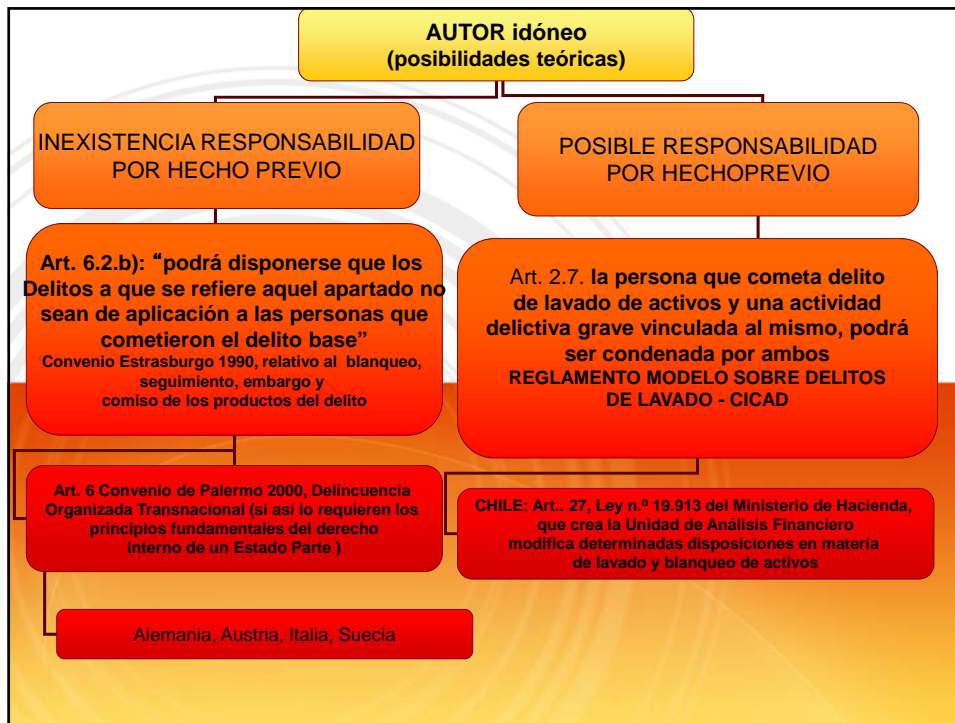 AUTOR idóneo
(posibilidades teóricas)
INEXISTENCIA RESPONSABILIDAD
POR HECHO PREVIO
POSIBLE RESPONSABILIDAD
POR HECHOPREVIO
Art. 6.2.b): “podrá disponerse que los
Delitos a que se refiere aquel apartado no
sean de aplicación a las personas que
cometieron el delito base”
Convenio Estrasburgo 1990, relativo al blanqueo,
seguimiento, embargo y
comiso de los productos del delito
Art. 2.7. la persona que cometa delito
de lavado de activos y una actividad
delictiva grave vinculada al mismo, podrá
ser condenada por ambos
REGLAMENTO MODELO SOBRE DELITOS
DE LAVADO - CICAD
Art. 6 Convenio de Palermo 2000, Delincuencia
Organizada Transnacional (si así lo requieren los
principios fundamentales del derecho
interno de un Estado Parte )
CHILE: Art.. 27, Ley n.º 19.913 del Ministerio de Hacienda,
que crea la Unidad de Análisis Financiero
modifica determinadas disposiciones en materia
de lavado y blanqueo de activos
Alemania, Austria, Italia, Suecia